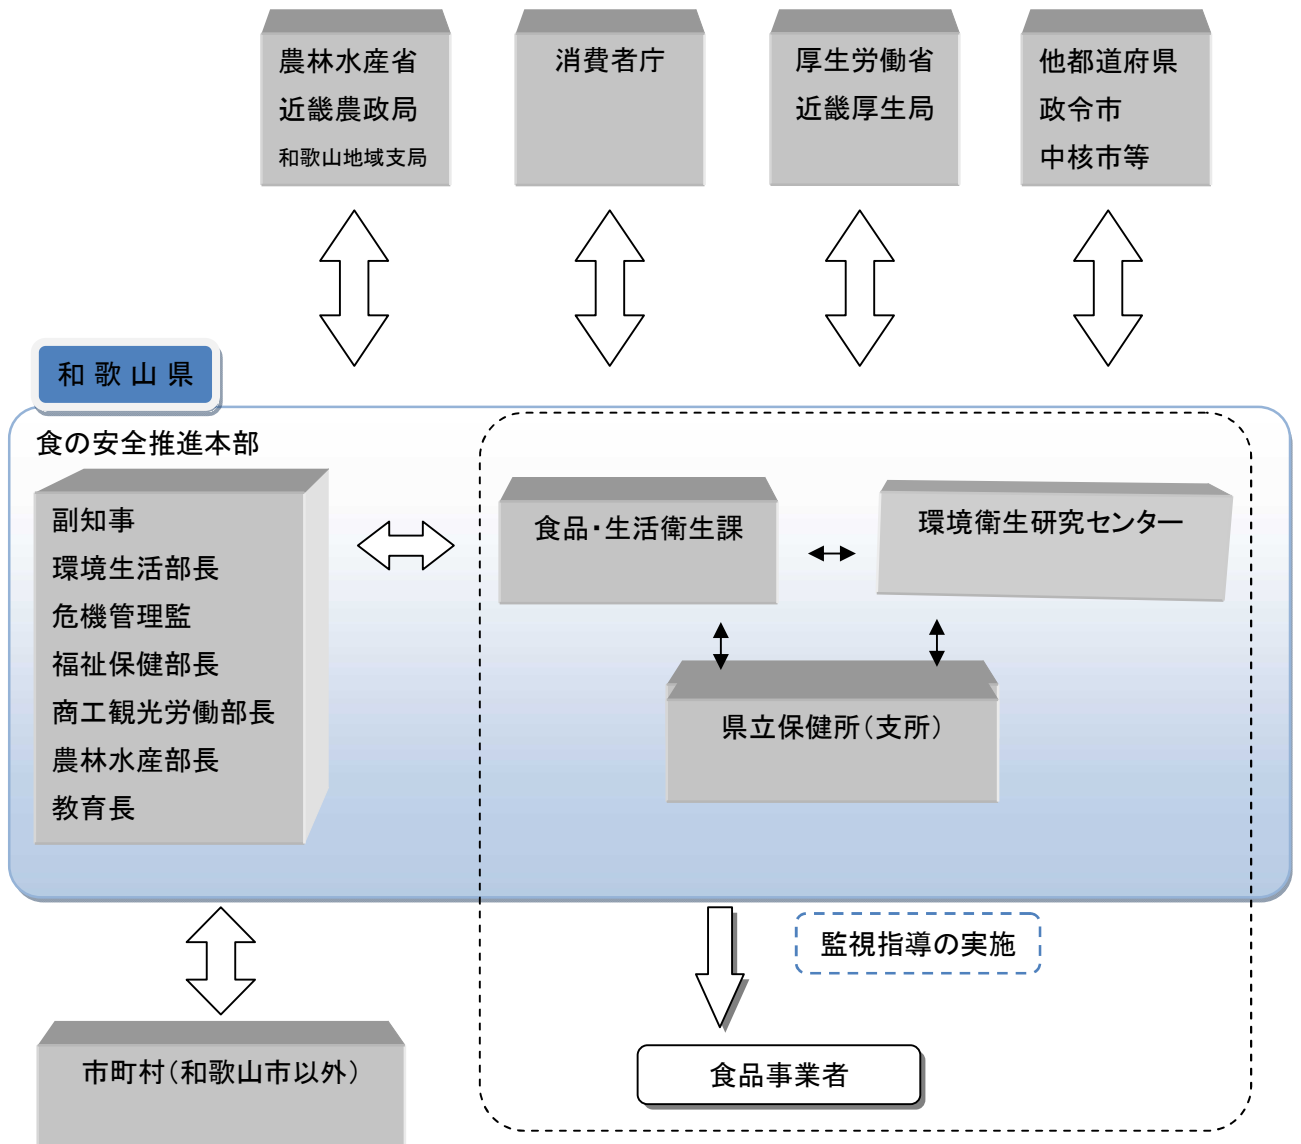 農林水産省
近畿農政局
和歌山地域支局
消費者庁
厚生労働省
近畿厚生局
他都道府県
政令市
中核市等
和歌山県
食の安全推進本部
副知事
環境生活部長
危機管理監
福祉保健部長
商工観光労働部長
農林水産部長
教育長
食品・生活衛生課
環境衛生研究センター
県立保健所（支所）
監視指導の実施
市町村（和歌山市以外）
食品事業者